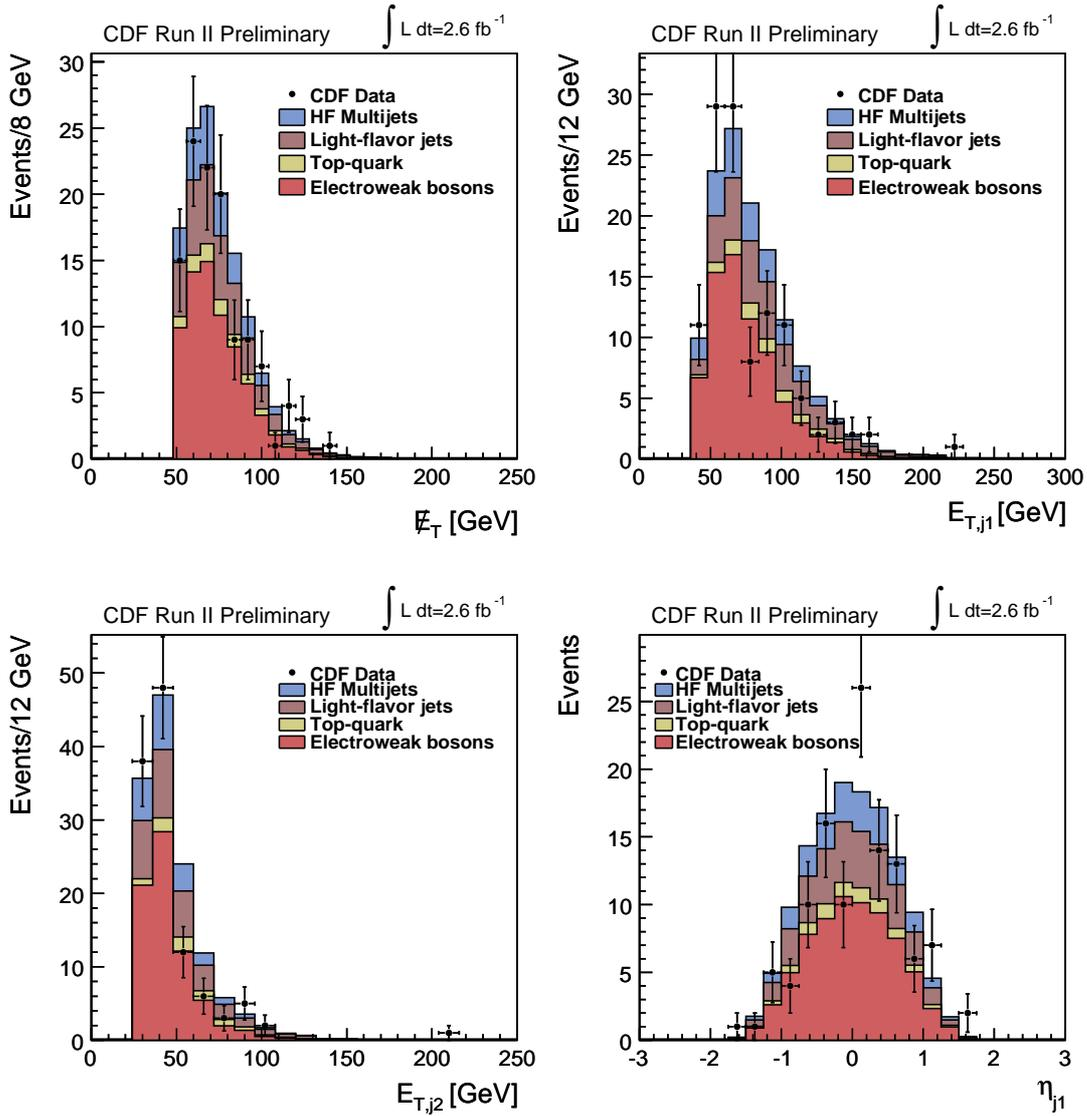 CDF Run II Preliminary ∫ L dt=2.6 fb⁻¹
Events/8 GeV
30
25
20
15
10
5
0
CDF Data
HF Multijets
Light-flavor jets
Top-quark
Electroweak bosons
0 50 100 150 200 250
E̸_T [GeV]
CDF Run II Preliminary ∫ L dt=2.6 fb⁻¹
Events/12 GeV
30
25
20
15
10
5
0
CDF Data
HF Multijets
Light-flavor jets
Top-quark
Electroweak bosons
0 50 100 150 200 250 300
E_T,j1 [GeV]
CDF Run II Preliminary ∫ L dt=2.6 fb⁻¹
Events/12 GeV
50
40
30
20
10
0
CDF Data
HF Multijets
Light-flavor jets
Top-quark
Electroweak bosons
0 50 100 150 200 250
E_T,j2 [GeV]
CDF Run II Preliminary ∫ L dt=2.6 fb⁻¹
Events
25
20
15
10
5
0
CDF Data
HF Multijets
Light-flavor jets
Top-quark
Electroweak bosons
-3 -2 -1 0 1 2 3
η_j1